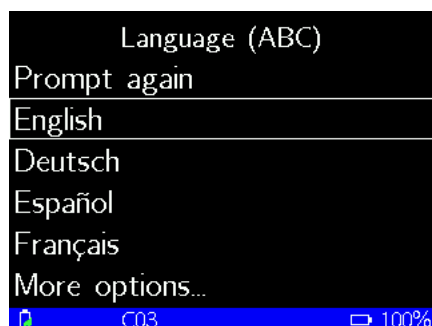 Language (ABC)
Prompt again
English
Deutsch
Español
Français
More options...
C03 100%